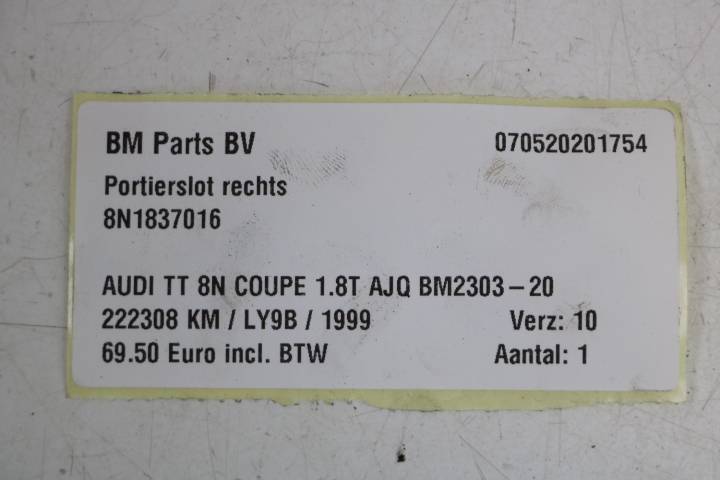 BM Parts BV 070520201754
Portierslot rechts
8N1837016
AUDI TT 8N COUPE 1.8T AJQ BM2303-20
222308 KM / LY9B / 1999 Verz: 10
69.50 Euro incl. BTW Aantal: 1